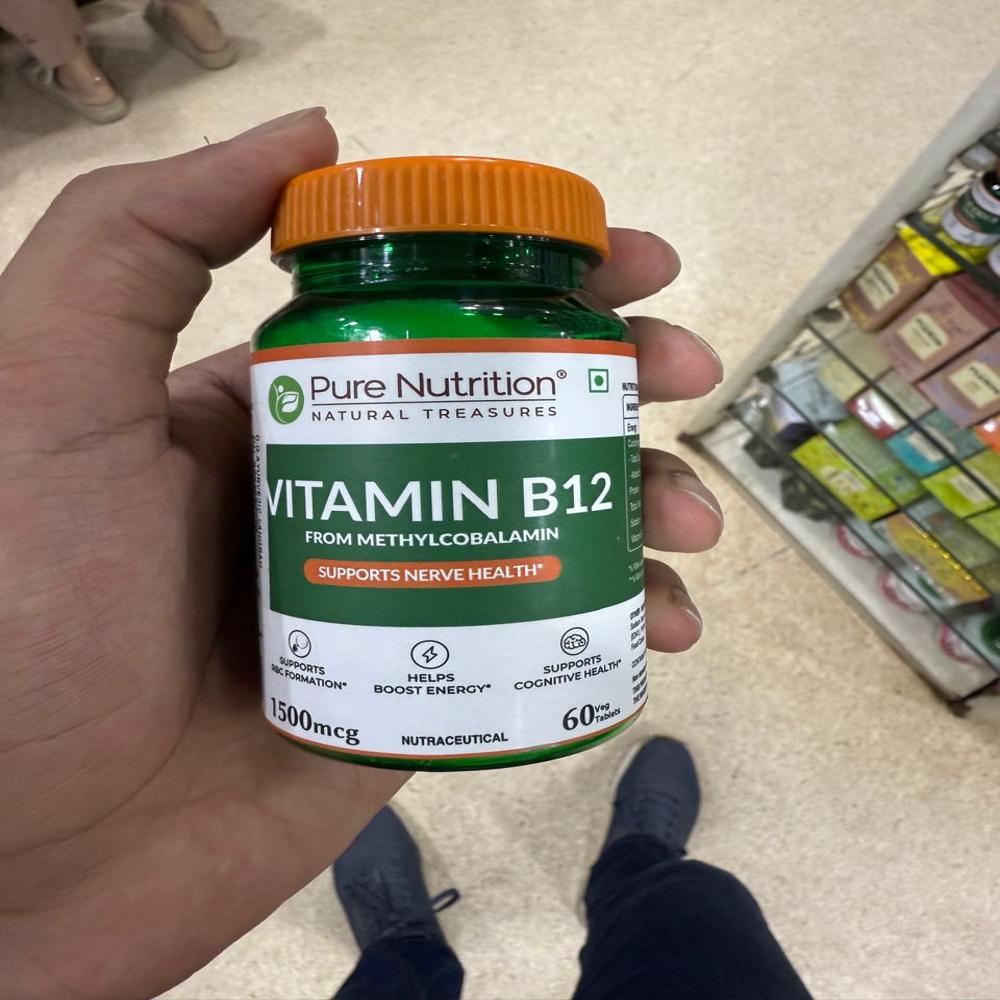 Pure Nutrition®
NATURAL TREASURES
VITAMIN B12
FROM METHYLCOBALAMIN
SUPPORTS NERVE HEALTH*
SUPPORTS
RBC FORMATION*
HELPS
BOOST ENERGY*
SUPPORTS
COGNITIVE HEALTH*
1500mcg
NUTRACEUTICAL
60 Veg
Tablets